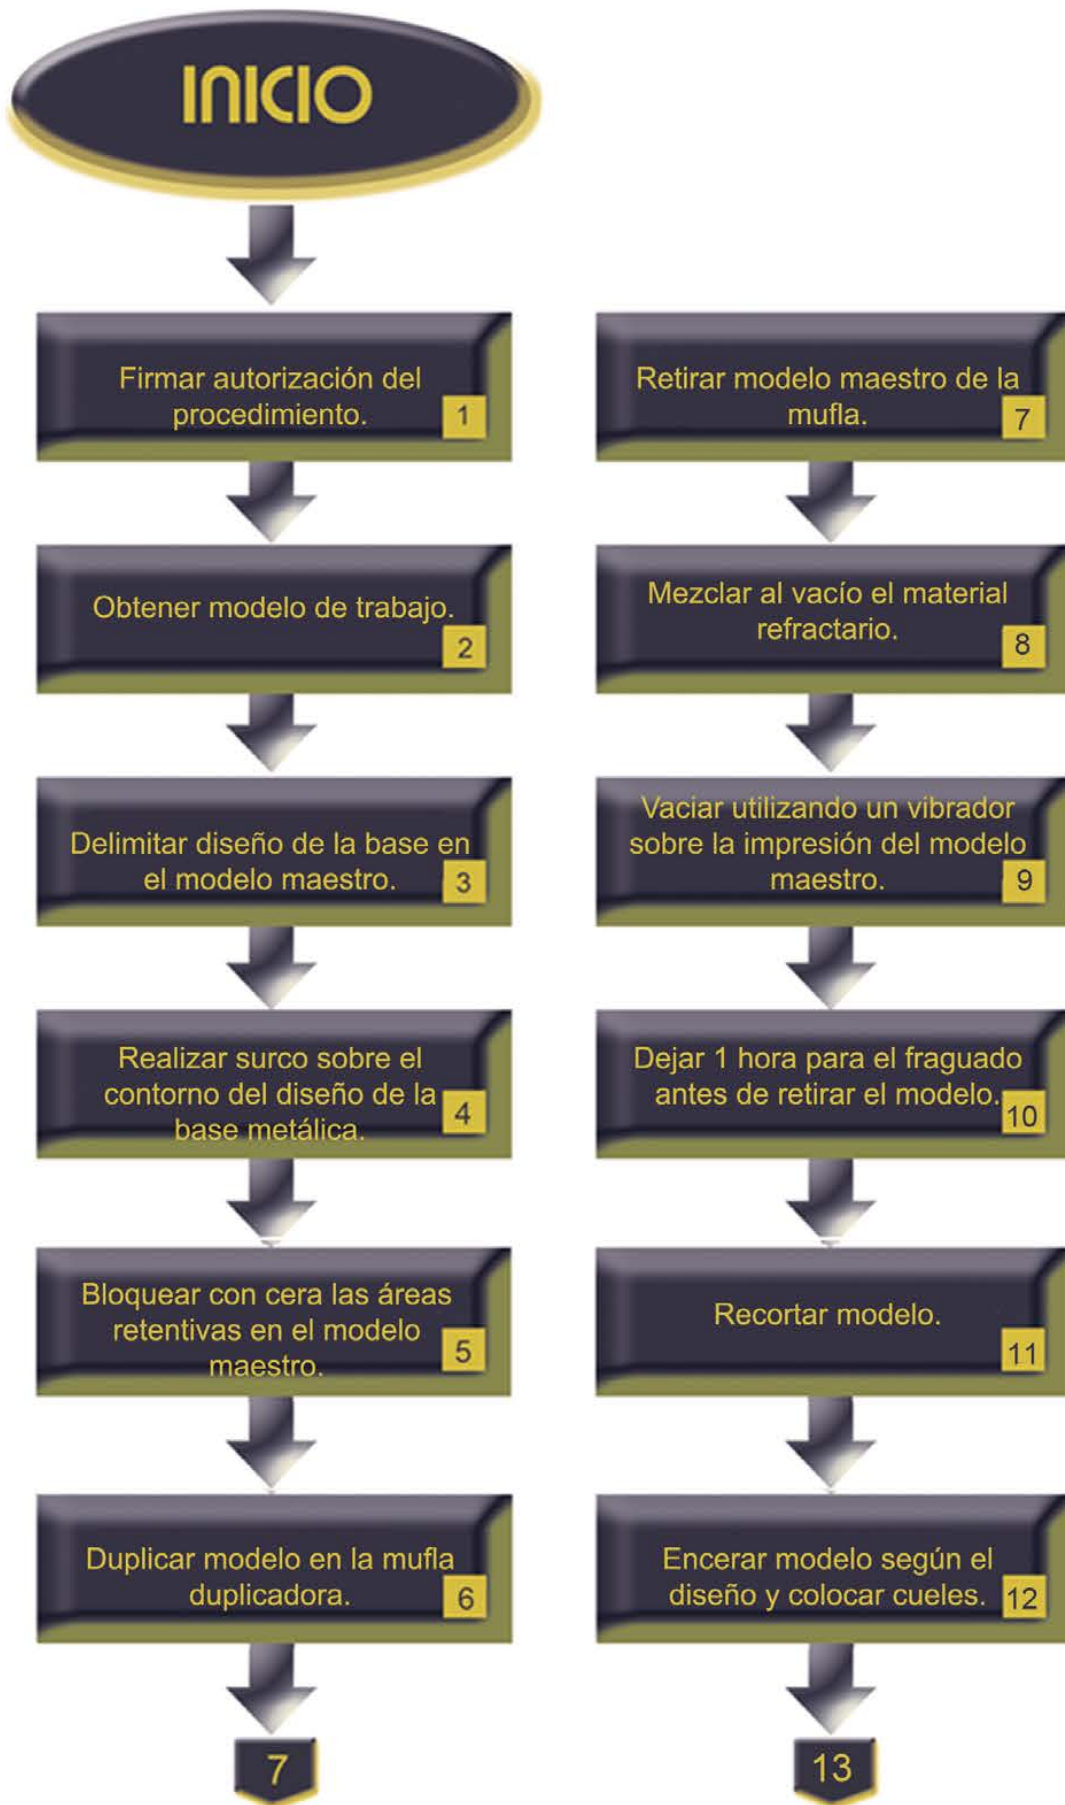 INICIO
Firmar autorización del
procedimiento.
1
Obtener modelo de trabajo.
2
Delimitar diseño de la base en
el modelo maestro.
3
Realizar surco sobre el
contorno del diseño de la
base metálica.
4
Bloquear con cera las áreas
retentivas en el modelo
maestro.
5
Duplicar modelo en la mufla
duplicadora.
6
7
Retirar modelo maestro de la
mufla.
7
Mezclar al vacío el material
refractario.
8
Vaciar utilizando un vibrador
sobre la impresión del modelo
maestro.
9
Dejar 1 hora para el fraguado
antes de retirar el modelo.
10
Recortar modelo.
11
Encerar modelo según el
diseño y colocar cueles.
12
13